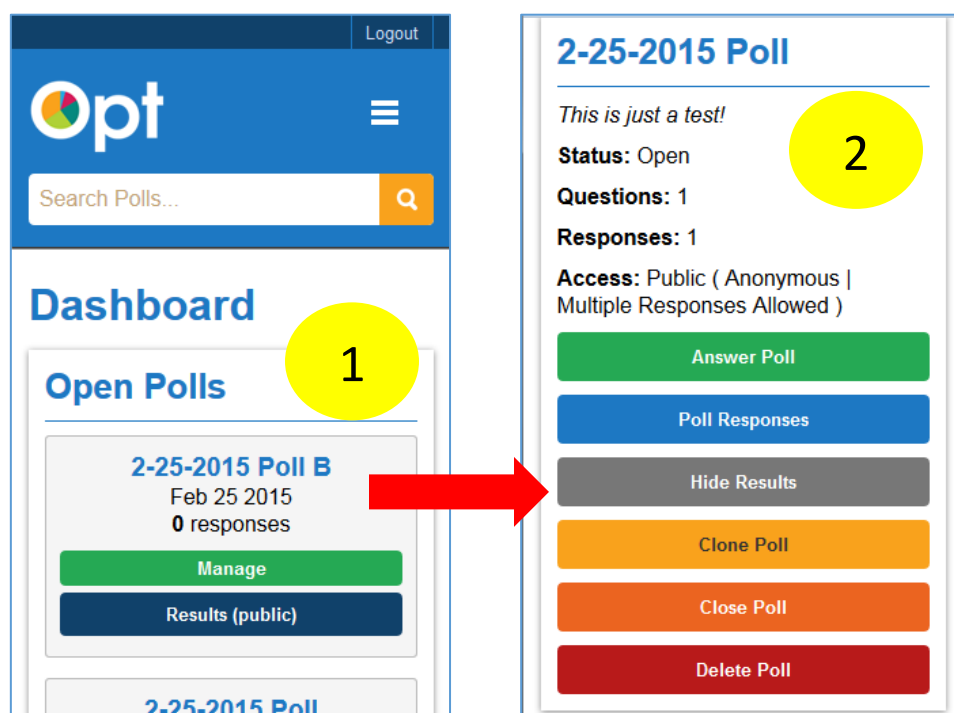 Logout
Opt
Search Polls...
Dashboard
1
Open Polls
2-25-2015 Poll B
Feb 25 2015
0 responses
Manage
Results (public)
2-25-2015 Poll
2-25-2015 Poll
This is just a test!
2
Status: Open
Questions: 1
Responses: 1
Access: Public ( Anonymous |
Multiple Responses Allowed )
Answer Poll
Poll Responses
Hide Results
Clone Poll
Close Poll
Delete Poll